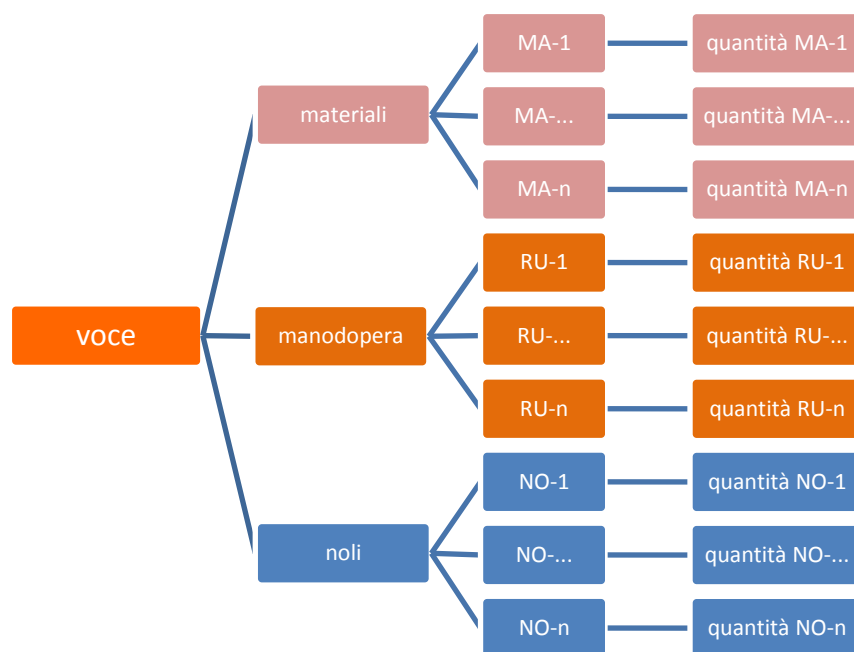 MA-1
quantità MA-1
materiali
MA-...
quantità MA-...
MA-n
quantità MA-n
RU-1
quantità RU-1
voce
manodopera
RU-...
quantità RU-...
RU-n
quantità RU-n
NO-1
quantità NO-1
noli
NO-...
quantità NO-...
NO-n
quantità NO-n